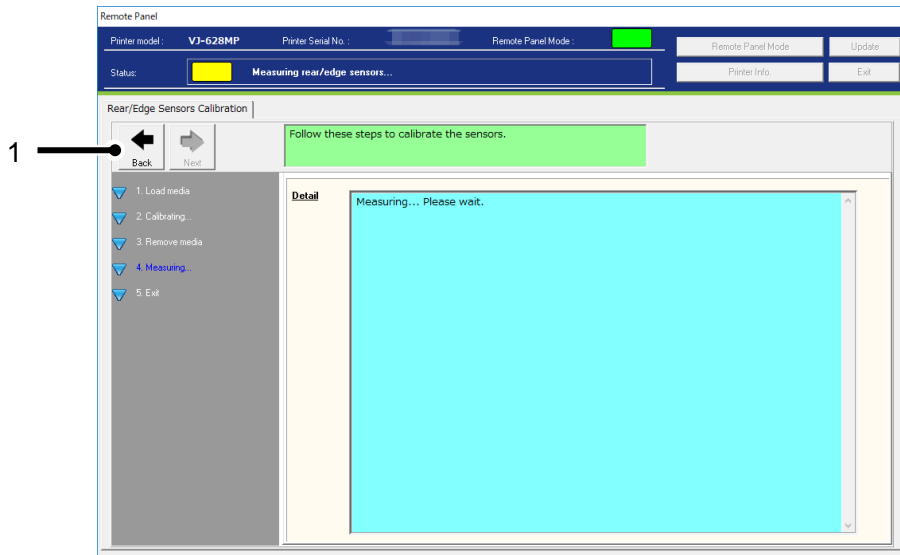 Remote Panel
Printer model : VJ-628MP Printer Serial No. : Remote Panel Mode : Remote Panel Mode Update
Status: Measuring rear/edge sensors... Printer Info. Exit
Rear/Edge Sensors Calibration
1
Back Next
Follow these steps to calibrate the sensors.
1. Load media
2. Calibrating...
3. Remove media
4. Measuring...
5. Exit
Detail
Measuring... Please wait.